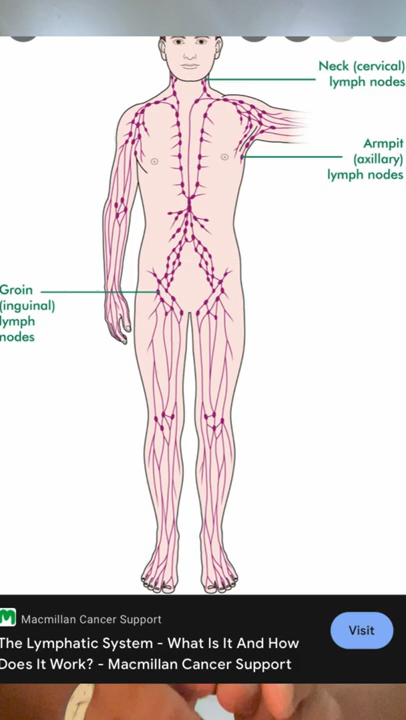 Neck (cervical)
lymph nodes
Armpit
(axillary)
lymph nodes
Groin
(inguinal)
lymph
nodes
Macmillan Cancer Support
The Lymphatic System - What Is It And How
Does It Work? - Macmillan Cancer Support
Visit